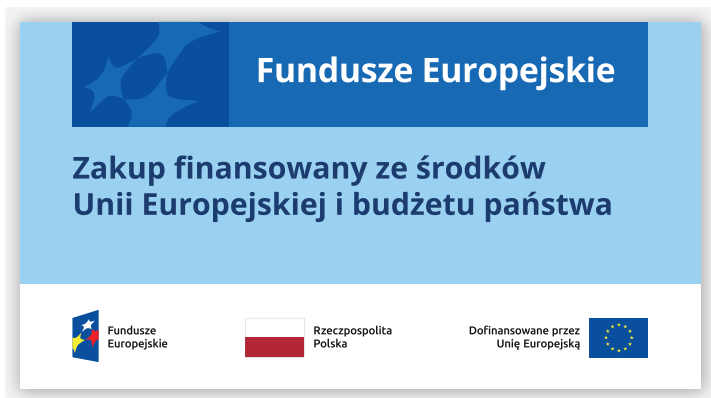 Fundusze Europejskie
Zakup finansowany ze środków
Unii Europejskiej i budżetu państwa
Fundusze
Europejskie
Rzeczpospolita
Polska
Dofinansowane przez
Unię Europejską